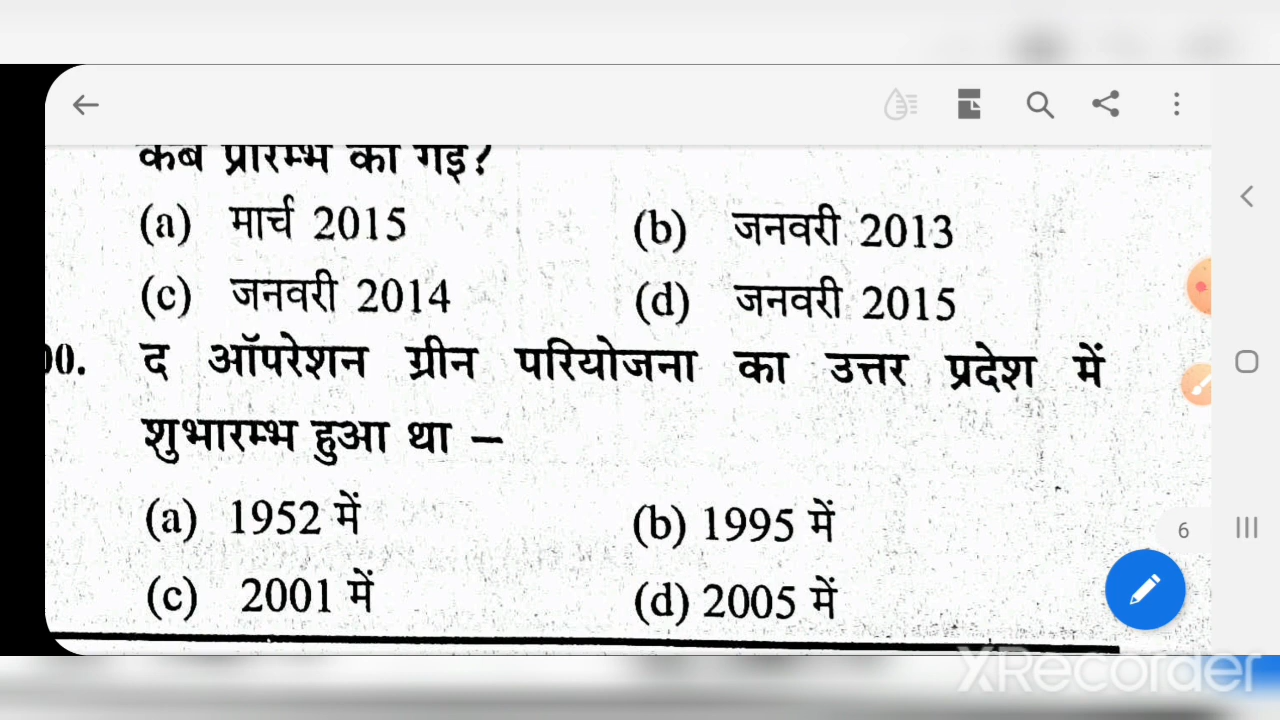 कब प्रारम्भ की गई?
(a) मार्च 2015 (b) जनवरी 2013
(c) जनवरी 2014 (d) जनवरी 2015
00. द ऑपरेशन ग्रीन परियोजना का उत्तर प्रदेश में
शुभारम्भ हुआ था –
(a) 1952 में (b) 1995 में
(c) 2001 में (d) 2005 में
6
XRecorder